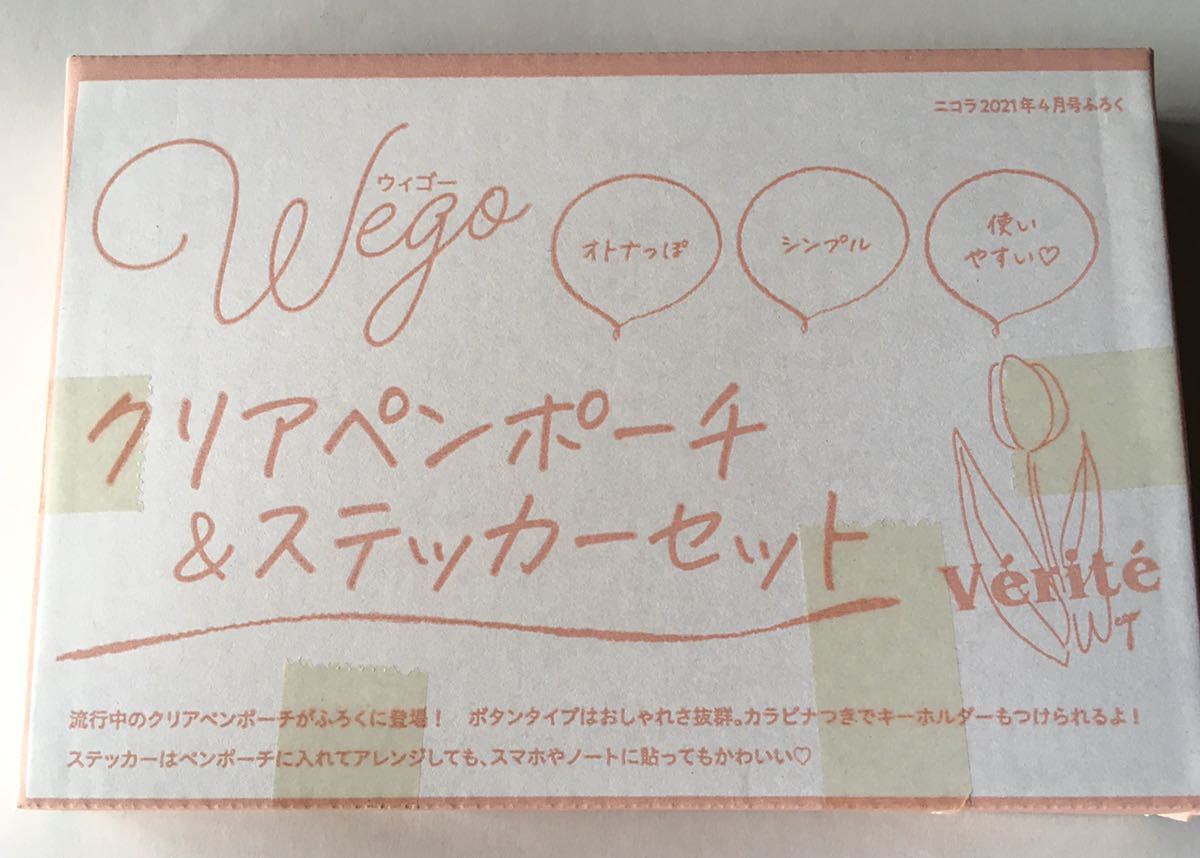 ニコラ2021年4月号ふろく
Wego
ウィゴー
オトナっぽ
シンプル
使い
やすい♡
クリアペンポーチ
&ステッカーセット
Vérité
流行中のクリアペンポーチがふろくに登場！ ボタンタイプはおしゃれさ抜群。カラビナつきでキーホルダーもつけられるよ！
ステッカーはペンポーチに入れてアレンジしても、スマホやノートに貼ってもかわいい♡